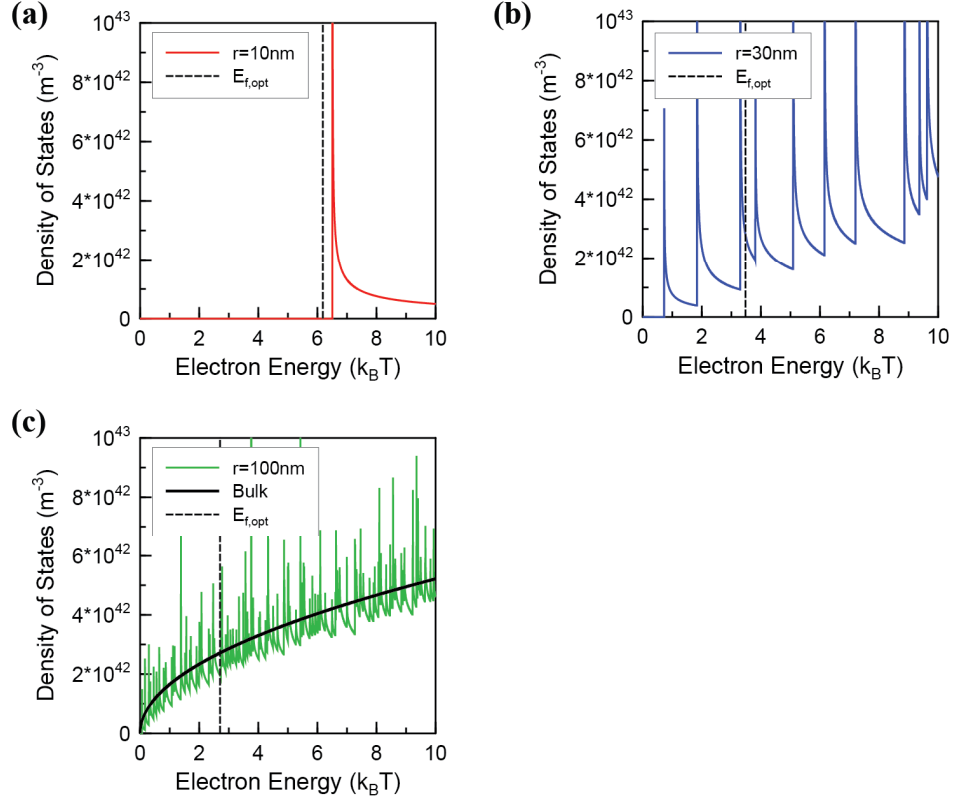 (a)
10^43
8*10^42
6*10^42
4*10^42
2*10^42
0
Density of States (m^-3)
r=10nm
E_f,opt
0 2 4 6 8 10
Electron Energy (k_BT)
(b)
10^43
8*10^42
6*10^42
4*10^42
2*10^42
0
Density of States (m^-3)
r=30nm
E_f,opt
0 2 4 6 8 10
Electron Energy (k_BT)
(c)
10^43
8*10^42
6*10^42
4*10^42
2*10^42
0
Density of States (m^-3)
r=100nm
Bulk
E_f,opt
0 2 4 6 8 10
Electron Energy (k_BT)